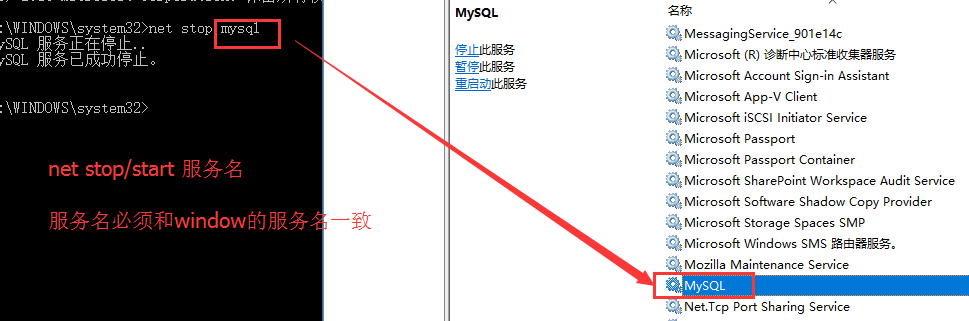 :\WINDOWS\system32>net stop mysql
ySQL 服务正在停止..
ySQL 服务已成功停止。
:\WINDOWS\system32>
net stop/start 服务名
服务名必须和window的服务名一致
MySQL
停止此服务
暂停此服务
重启动此服务
名称
MessagingService_901e14c
Microsoft (R) 诊断中心标准收集器服务
Microsoft Account Sign-in Assistant
Microsoft App-V Client
Microsoft iSCSI Initiator Service
Microsoft Passport
Microsoft Passport Container
Microsoft SharePoint Workspace Audit Service
Microsoft Software Shadow Copy Provider
Microsoft Storage Spaces SMP
Microsoft Windows SMS 路由器服务。
Mozilla Maintenance Service
MySQL
Net.Tcp Port Sharing Service